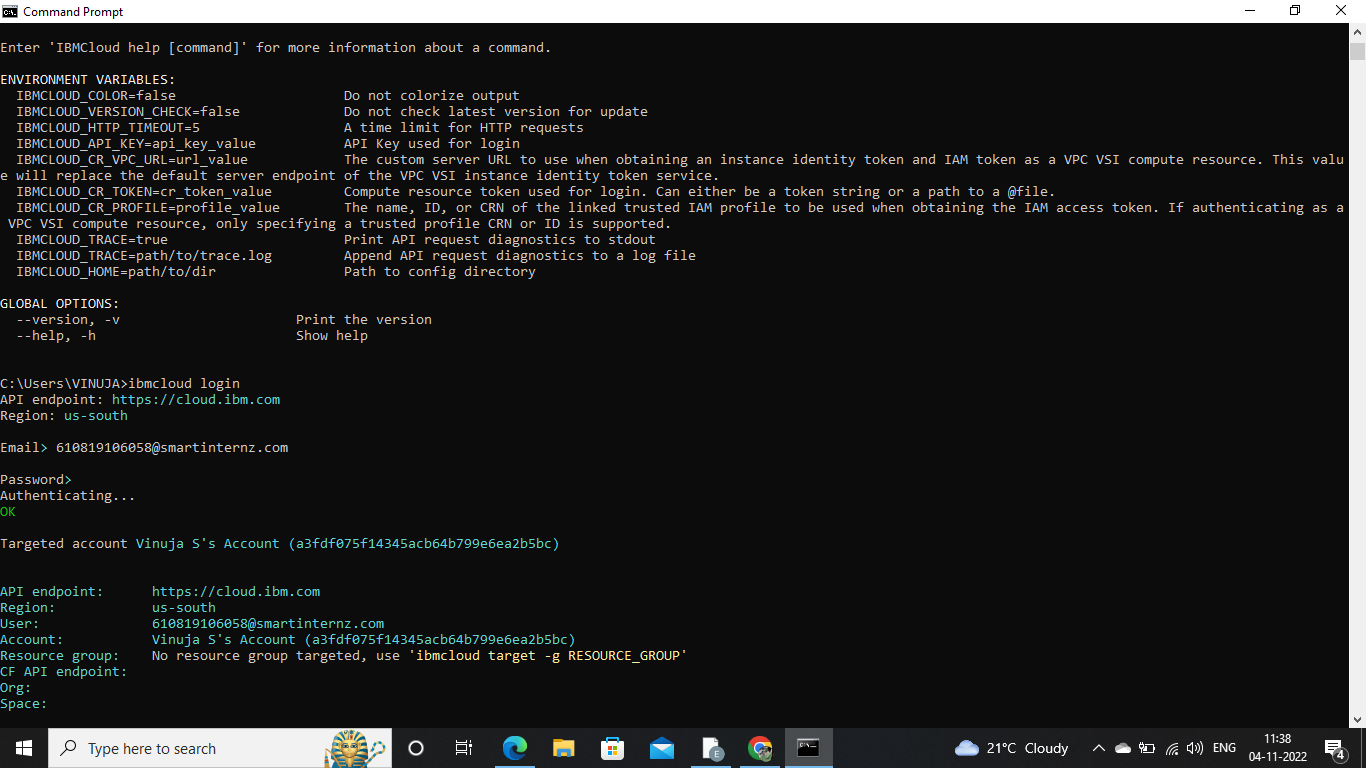 Command Prompt
Enter 'IBMCloud help [command]' for more information about a command.
ENVIRONMENT VARIABLES:
IBMCLOUD_COLOR=false Do not colorize output
IBMCLOUD_VERSION_CHECK=false Do not check latest version for update
IBMCLOUD_HTTP_TIMEOUT=5 A time limit for HTTP requests
IBMCLOUD_API_KEY=api_key_value API Key used for login
IBMCLOUD_CR_VPC_URL=url_value The custom server URL to use when obtaining an instance identity token and IAM token as a VPC VSI compute resource. This valu
e will replace the default server endpoint of the VPC VSI instance identity token service.
IBMCLOUD_CR_TOKEN=cr_token_value Compute resource token used for login. Can either be a token string or a path to a @file.
IBMCLOUD_CR_PROFILE=profile_value The name, ID, or CRN of the linked trusted IAM profile to be used when obtaining the IAM access token. If authenticating as a
VPC VSI compute resource, only specifying a trusted profile CRN or ID is supported.
IBMCLOUD_TRACE=true Print API request diagnostics to stdout
IBMCLOUD_TRACE=path/to/trace.log Append API request diagnostics to a log file
IBMCLOUD_HOME=path/to/dir Path to config directory
GLOBAL OPTIONS:
--version, -v Print the version
--help, -h Show help
C:\Users\VINUJA>ibmcloud login
API endpoint: https://cloud.ibm.com
Region: us-south
Email> 610819106058@smartinternz.com
Password>
Authenticating...
OK
Targeted account Vinuja S's Account (a3fdf075f14345acb64b799e6ea2b5bc)
API endpoint: https://cloud.ibm.com
Region: us-south
User: 610819106058@smartinternz.com
Account: Vinuja S's Account (a3fdf075f14345acb64b799e6ea2b5bc)
Resource group: No resource group targeted, use 'ibmcloud target -g RESOURCE_GROUP'
CF API endpoint:
Org:
Space:
Type here to search
21°C Cloudy
ENG
11:38
04-11-2022
4